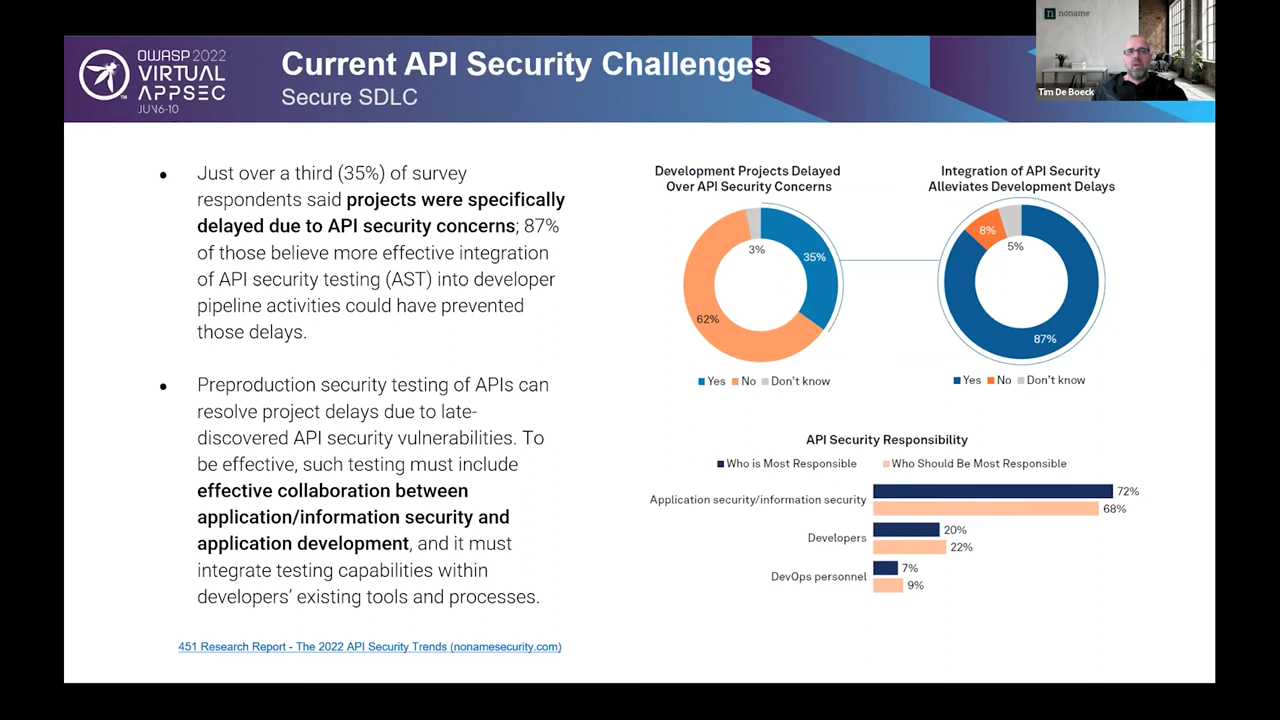 noname
Tim De Boeck
OWASP 2022
VIRTUAL
APPSEC
JUN 6-10
TM
Current API Security Challenges
Secure SDLC
• Just over a third (35%) of survey
respondents said projects were specifically
delayed due to API security concerns; 87%
of those believe more effective integration
of API security testing (AST) into developer
pipeline activities could have prevented
those delays.
• Preproduction security testing of APIs can
resolve project delays due to late-
discovered API security vulnerabilities. To
be effective, such testing must include
effective collaboration between
application/information security and
application development, and it must
integrate testing capabilities within
developers’ existing tools and processes.
451 Research Report - The 2022 API Security Trends (nonamesecurity.com)
Development Projects Delayed
Over API Security Concerns
3%
35%
62%
Yes No Don't know
Integration of API Security
Alleviates Development Delays
8%
5%
87%
Yes No Don't know
API Security Responsibility
Who is Most Responsible Who Should Be Most Responsible
Application security/information security 72%
68%
Developers 20%
22%
DevOps personnel 7%
9%